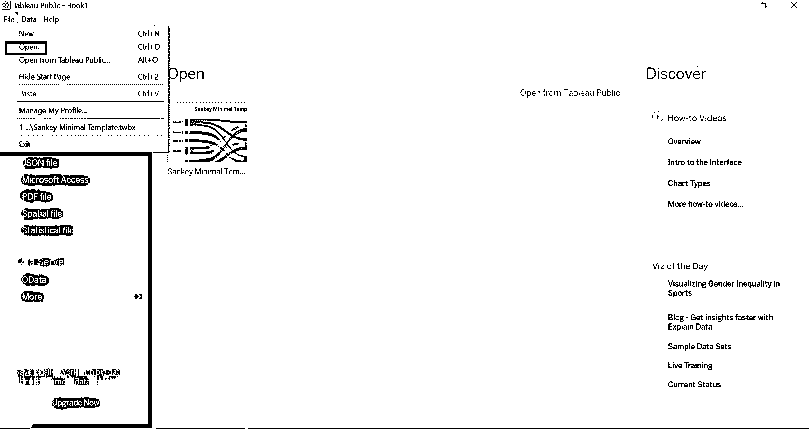 Tableau Public - Book1
File Data Help
New Ctrl+N
Open... Ctrl+O
Open from Tableau Public... Alt+O
Hide Start Page Ctrl+2
Paste Ctrl+V
Manage My Profile...
1 ...\Sankey Minimal Template.twbx
Exit
JSON file
Microsoft Access
PDF file
Spatial file
Statistical file
OData
More
Upgrade Now
Open
Open from Tableau Public
Sankey Minimal Temp
Sankey Minimal Tem...
Discover
How-to Videos
Overview
Intro to the Interface
Chart Types
More how-to videos...
Viz of the Day
Visualizing Gender Inequality in
Sports
Blog - Get insights faster with
Explain Data
Sample Data Sets
Live Training
Current Status